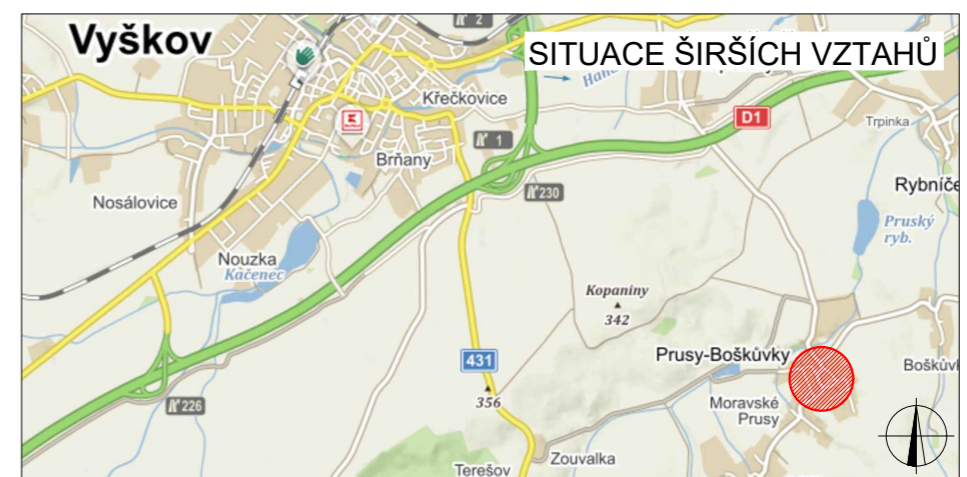 Vyškov
2
SITUACE ŠIRŠÍCH VZTAHŮ
Křečkovice
D1
Trpinka
1
Brňany
230
Rybníče
Nosálovice
Pruský
ryb.
Nouzka
Kačenec
Kopaniny
342
431
Prusy-Boškůvky
Boškův
356
226
Moravské
Prusy
Zouvalka
Terešov